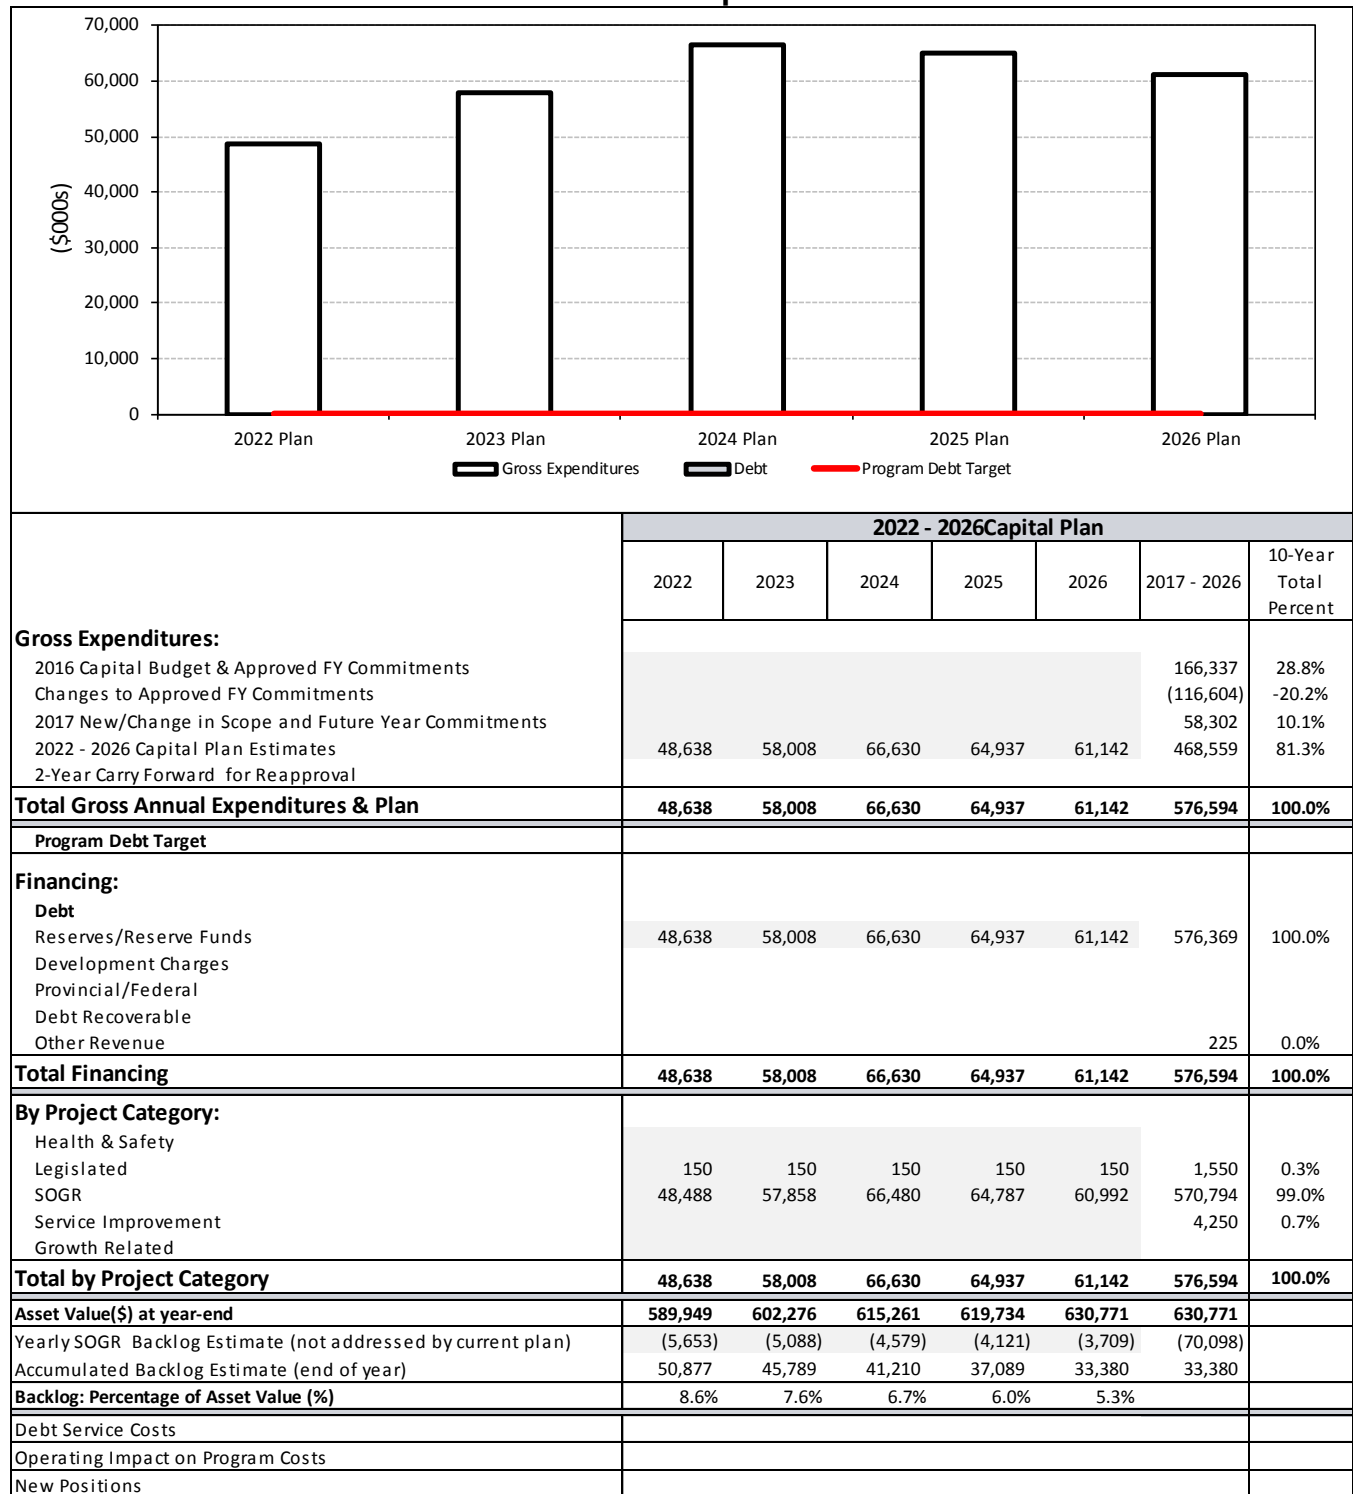 70,000
60,000
50,000
40,000
30,000
20,000
10,000
0
($000s)
2022 Plan 2023 Plan 2024 Plan 2025 Plan 2026 Plan
Gross Expenditures Debt Program Debt Target
2022 - 2026Capital Plan
2022 2023 2024 2025 2026 2017 - 2026 10-Year
Total
Percent
Gross Expenditures:
2016 Capital Budget & Approved FY Commitments 166,337 28.8%
Changes to Approved FY Commitments (116,604) -20.2%
2017 New/Change in Scope and Future Year Commitments 58,302 10.1%
2022 - 2026 Capital Plan Estimates 48,638 58,008 66,630 64,937 61,142 468,559 81.3%
2-Year Carry Forward for Reapproval
Total Gross Annual Expenditures & Plan 48,638 58,008 66,630 64,937 61,142 576,594 100.0%
Program Debt Target
Financing:
Debt
Reserves/Reserve Funds 48,638 58,008 66,630 64,937 61,142 576,369 100.0%
Development Charges
Provincial/Federal
Debt Recoverable
Other Revenue 225 0.0%
Total Financing 48,638 58,008 66,630 64,937 61,142 576,594 100.0%
By Project Category:
Health & Safety
Legislated 150 150 150 150 150 1,550 0.3%
SOGR 48,488 57,858 66,480 64,787 60,992 570,794 99.0%
Service Improvement 4,250 0.7%
Growth Related
Total by Project Category 48,638 58,008 66,630 64,937 61,142 576,594 100.0%
Asset Value($) at year-end 589,949 602,276 615,261 619,734 630,771 630,771
Yearly SOGR Backlog Estimate (not addressed by current plan) (5,653) (5,088) (4,579) (4,121) (3,709) (70,098)
Accumulated Backlog Estimate (end of year) 50,877 45,789 41,210 37,089 33,380 33,380
Backlog: Percentage of Asset Value (%) 8.6% 7.6% 6.7% 6.0% 5.3%
Debt Service Costs
Operating Impact on Program Costs
New Positions